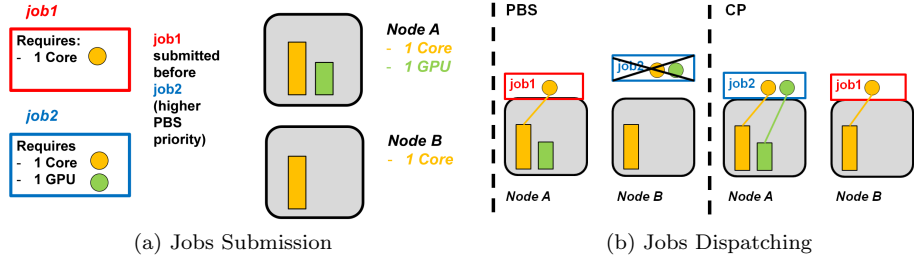 job1
Requires:
- 1 Core
job1
submitted
before
job2
(higher
PBS
priority)
job2
Requires
- 1 Core
- 1 GPU
Node A
- 1 Core
- 1 GPU
Node B
- 1 Core
(a) Jobs Submission
PBS
job1
job2
Node A
Node B
CP
job2
job1
Node A
Node B
(b) Jobs Dispatching